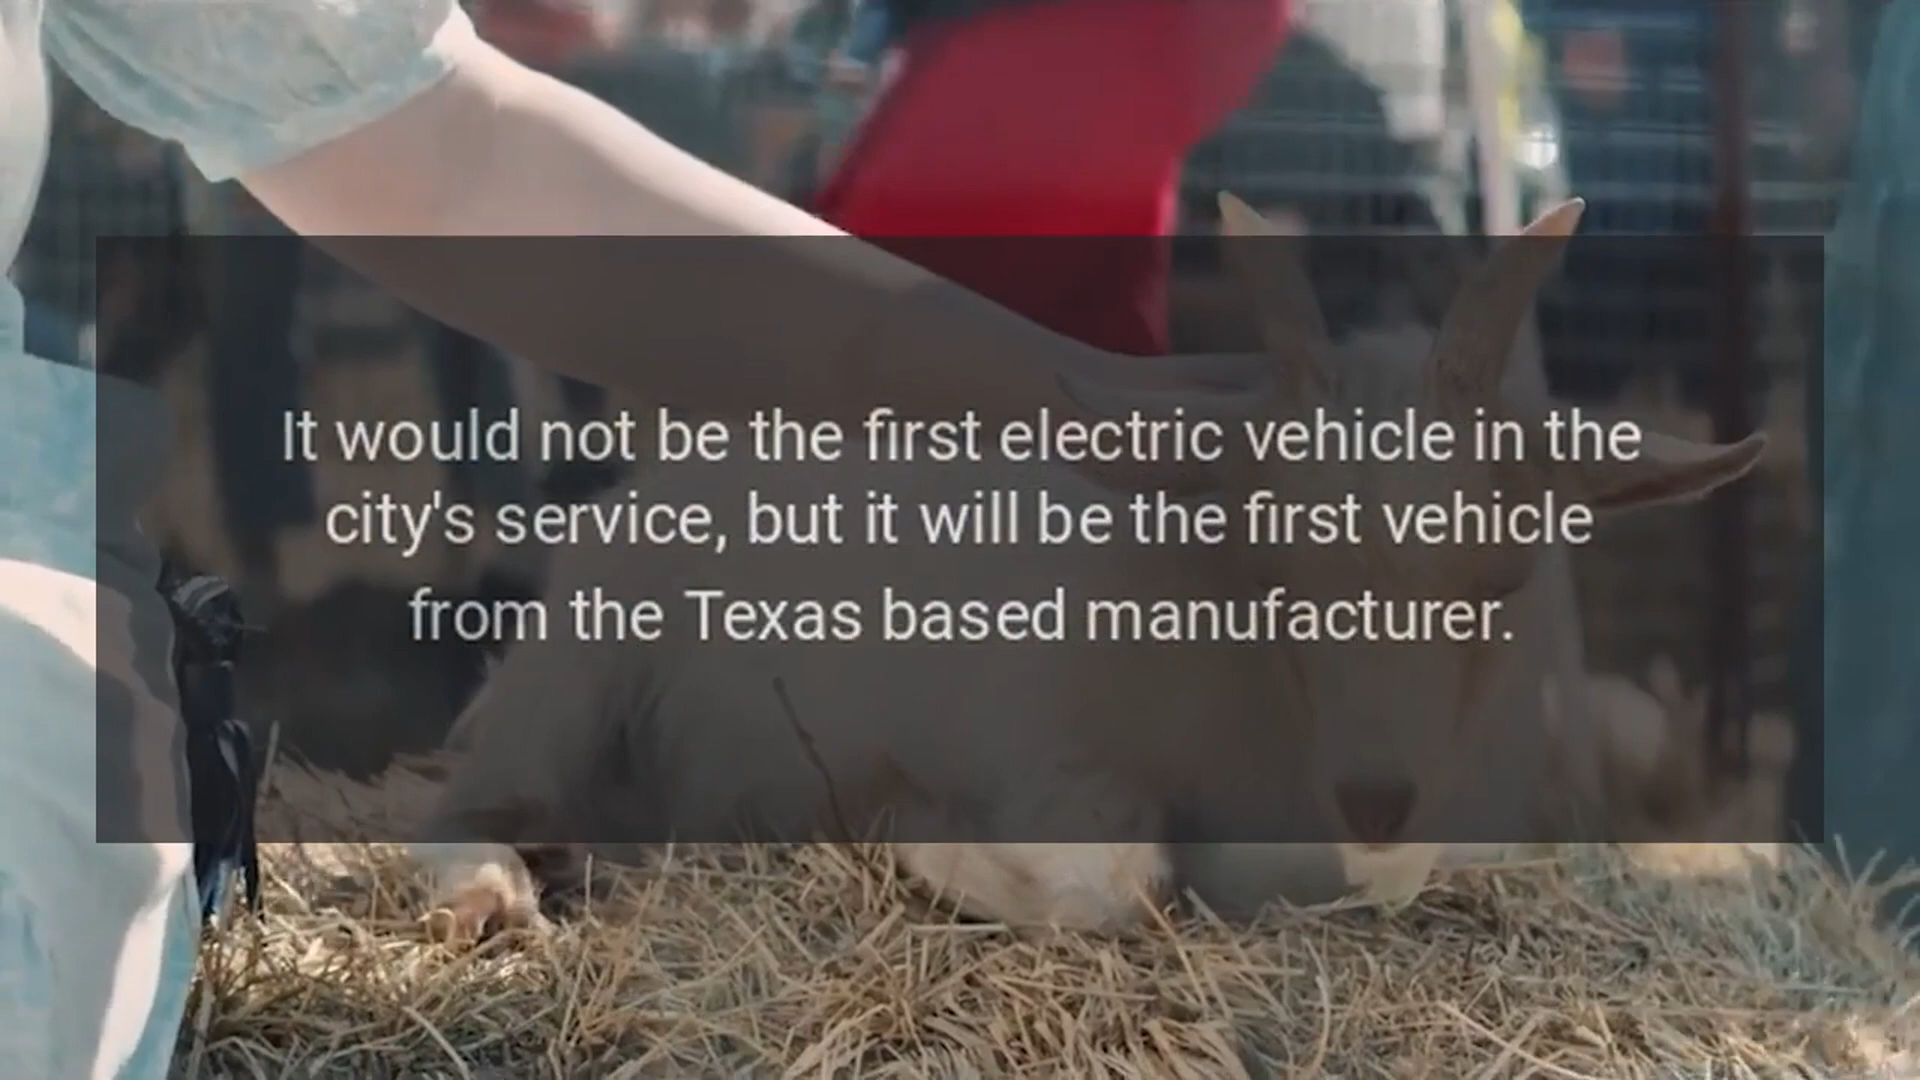 It would not be the first electric vehicle in the
city's service, but it will be the first vehicle
from the Texas based manufacturer.